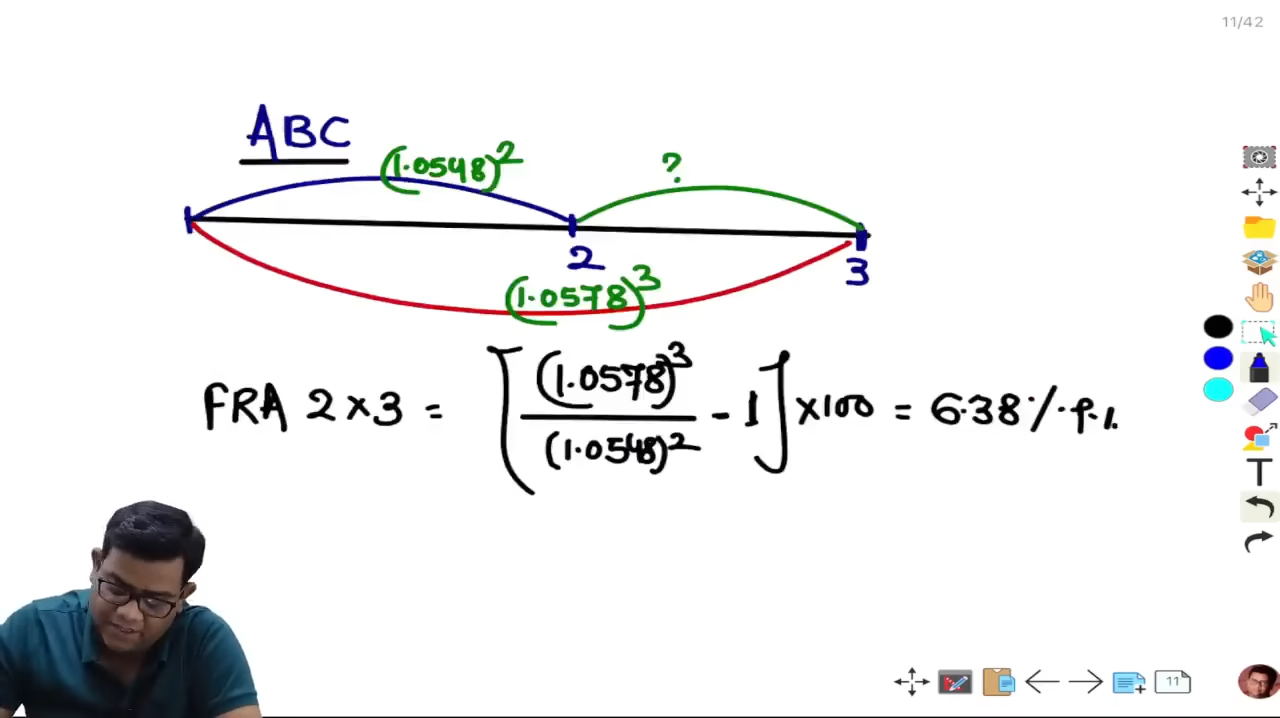 11/42
ABC
(1.0548)^2
?
2
3
(1.0578)^3
FRA 2×3 = [(1.0578)^3 / (1.0548)^2 - 1] ×100 = 6.38% p.a.
T
11